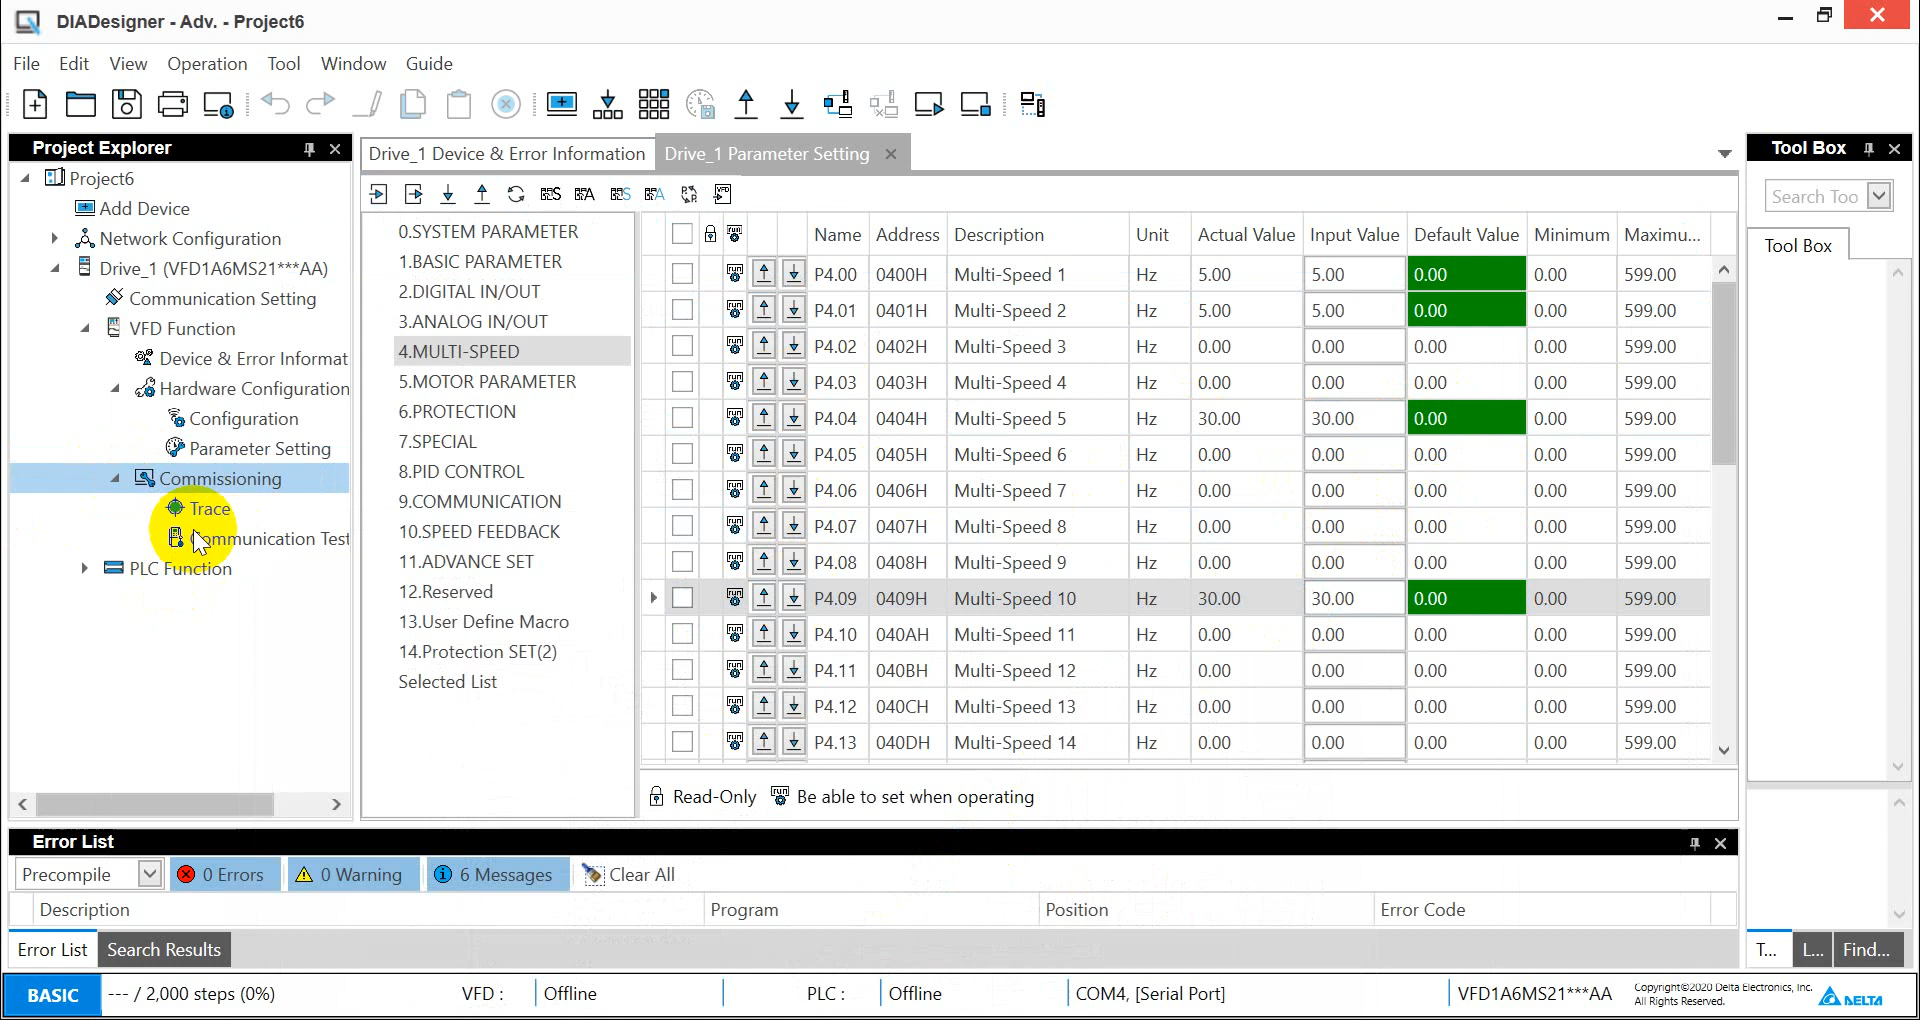 DIADesigner - Adv. - Project6
File Edit View Operation Tool Window Guide
Project Explorer
Project6
Add Device
Network Configuration
Drive_1 (VFD1A6MS21***AA)
Communication Setting
VFD Function
Device & Error Informat
Hardware Configuration
Configuration
Parameter Setting
Commissioning
Trace
Communication Test
PLC Function
Drive_1 Device & Error Information
Drive_1 Parameter Setting
0.SYSTEM PARAMETER
1.BASIC PARAMETER
2.DIGITAL IN/OUT
3.ANALOG IN/OUT
4.MULTI-SPEED
5.MOTOR PARAMETER
6.PROTECTION
7.SPECIAL
8.PID CONTROL
9.COMMUNICATION
10.SPEED FEEDBACK
11.ADVANCE SET
12.Reserved
13.User Define Macro
14.Protection SET(2)
Selected List
Name Address Description Unit Actual Value Input Value Default Value Minimum Maximu...
P4.00 0400H Multi-Speed 1 Hz 5.00 5.00 0.00 0.00 599.00
P4.01 0401H Multi-Speed 2 Hz 5.00 5.00 0.00 0.00 599.00
P4.02 0402H Multi-Speed 3 Hz 0.00 0.00 0.00 0.00 599.00
P4.03 0403H Multi-Speed 4 Hz 0.00 0.00 0.00 0.00 599.00
P4.04 0404H Multi-Speed 5 Hz 30.00 30.00 0.00 0.00 599.00
P4.05 0405H Multi-Speed 6 Hz 0.00 0.00 0.00 0.00 599.00
P4.06 0406H Multi-Speed 7 Hz 0.00 0.00 0.00 0.00 599.00
P4.07 0407H Multi-Speed 8 Hz 0.00 0.00 0.00 0.00 599.00
P4.08 0408H Multi-Speed 9 Hz 0.00 0.00 0.00 0.00 599.00
P4.09 0409H Multi-Speed 10 Hz 30.00 30.00 0.00 0.00 599.00
P4.10 040AH Multi-Speed 11 Hz 0.00 0.00 0.00 0.00 599.00
P4.11 040BH Multi-Speed 12 Hz 0.00 0.00 0.00 0.00 599.00
P4.12 040CH Multi-Speed 13 Hz 0.00 0.00 0.00 0.00 599.00
P4.13 040DH Multi-Speed 14 Hz 0.00 0.00 0.00 0.00 599.00
Read-Only Be able to set when operating
Tool Box
Search Too
Tool Box
Error List
Precompile 0 Errors 0 Warning 6 Messages Clear All
Description Program Position Error Code
Error List Search Results
T... L... Find...
BASIC --- / 2,000 steps (0%) VFD : Offline PLC : Offline COM4, [Serial Port] VFD1A6MS21***AA
Copyright©2020 Delta Electronics, Inc.
All Rights Reserved.
DELTA